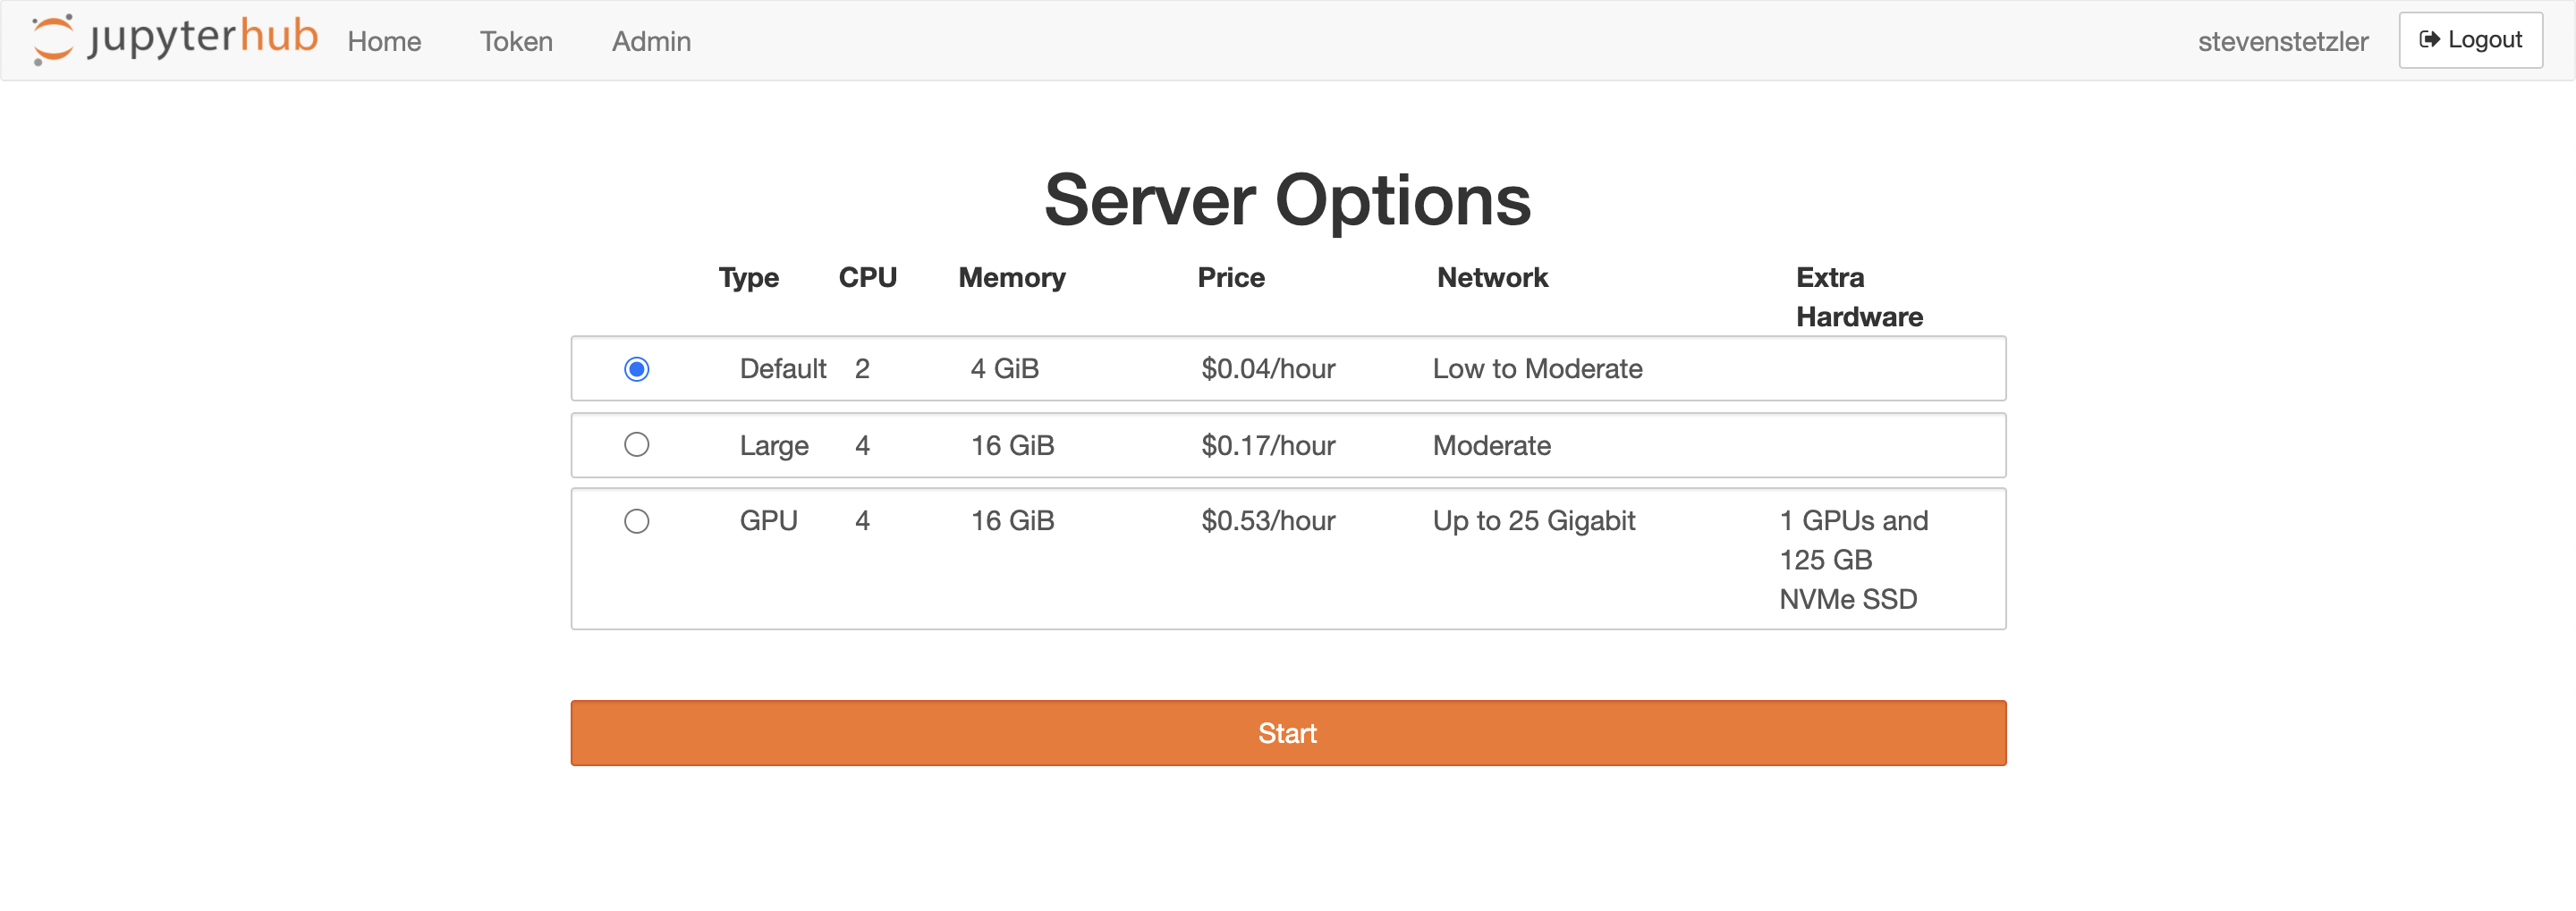 jupyterhub Home Token Admin stevenstetzler Logout
Server Options
Type CPU Memory Price Network Extra
Hardware
Default 2 4 GiB $0.04/hour Low to Moderate
Large 4 16 GiB $0.17/hour Moderate
GPU 4 16 GiB $0.53/hour Up to 25 Gigabit 1 GPUs and
125 GB
NVMe SSD
Start